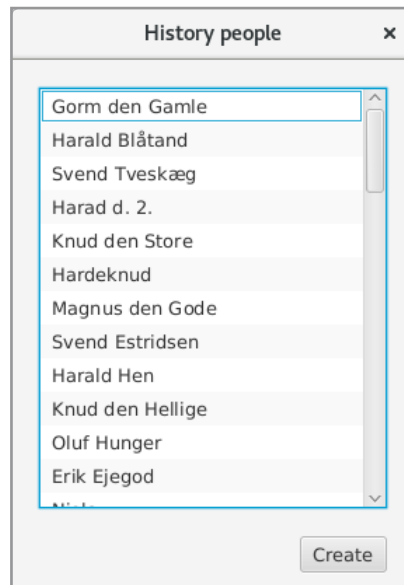 History people
Gorm den Gamle
Harald Blåtand
Svend Tveskæg
Harad d. 2.
Knud den Store
Hardeknud
Magnus den Gode
Svend Estridsen
Harald Hen
Knud den Hellige
Oluf Hunger
Erik Ejegod
Create